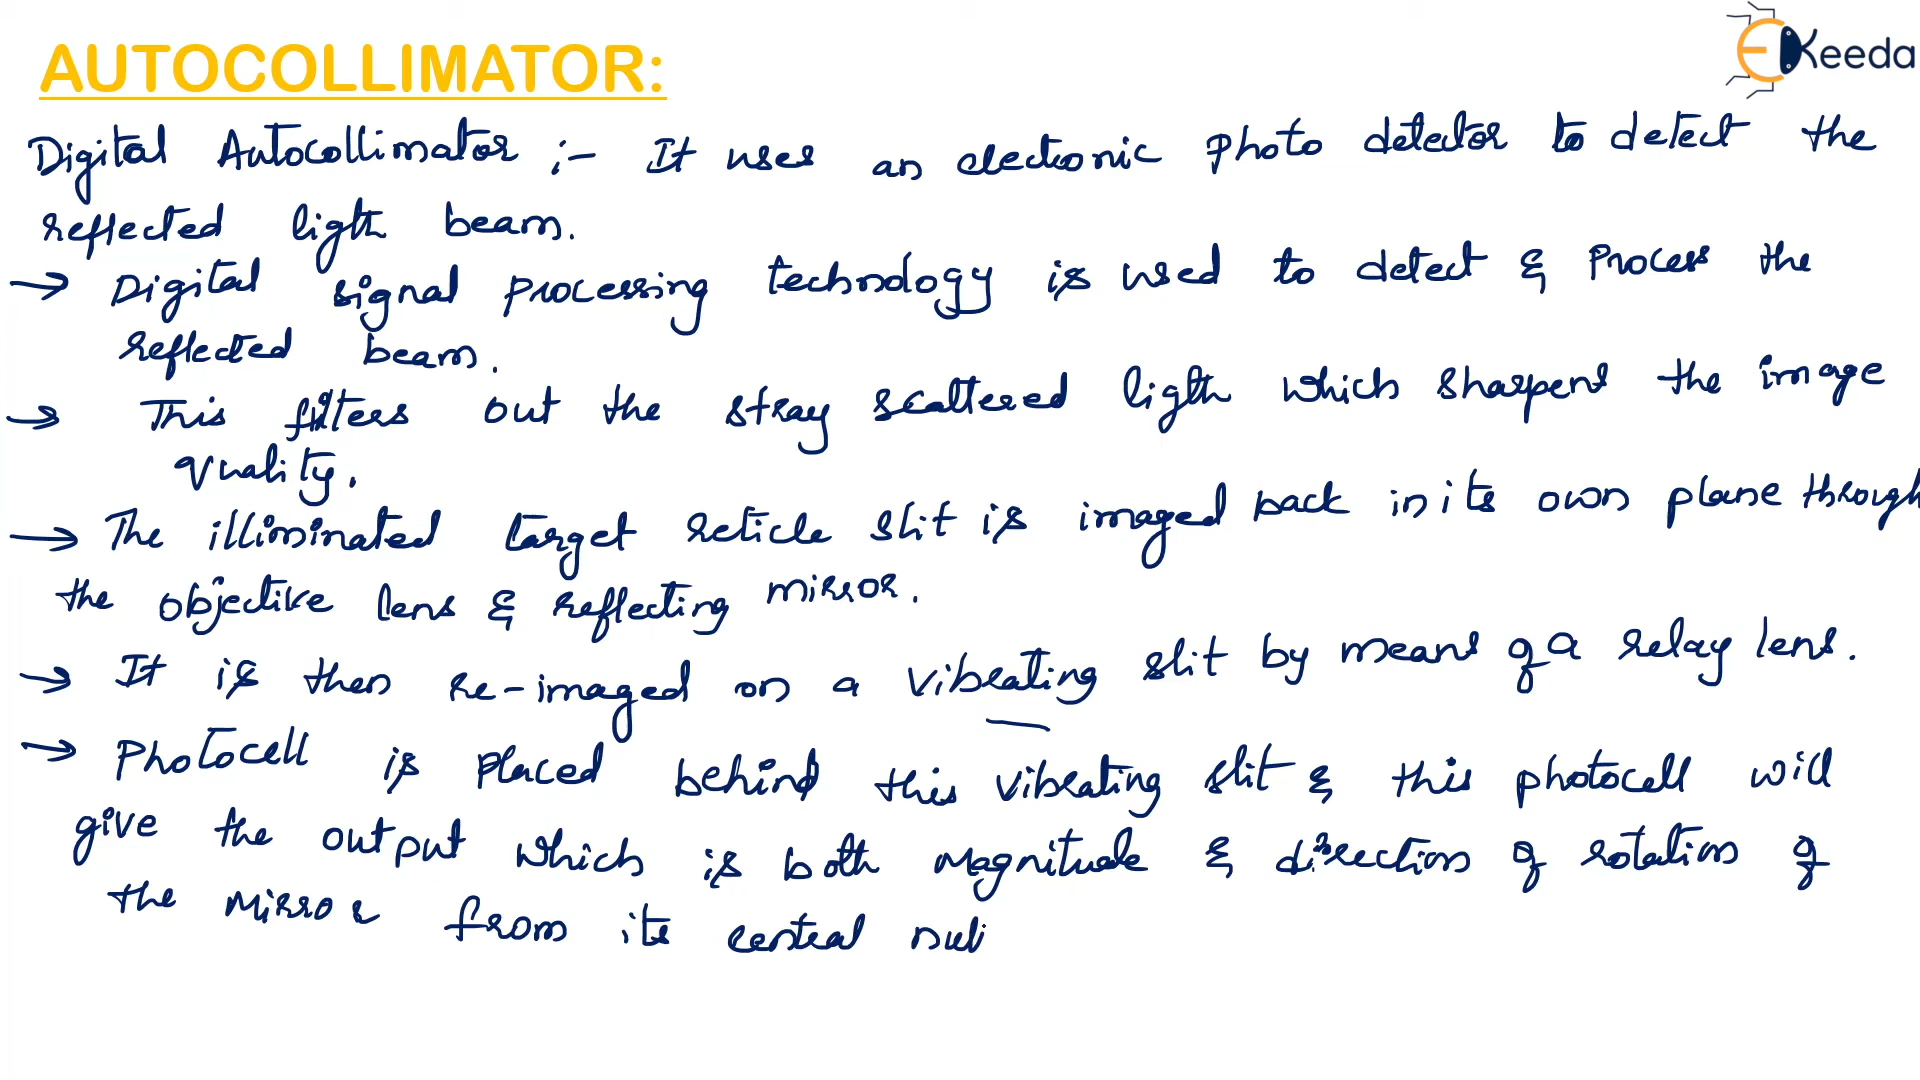 AUTOCOLLIMATOR:
EKeeda
Digital Autocollimator :- It uses an electronic photo detector to detect the
reflected ligth beam.
→ Digital signal processing technology is used to detect & process the
reflected beam.
→ This filters out the stray scattered ligth which sharpens the image
quality.
→ The illiminated target reticle slit is imaged back in its own plane through
the objective lens & reflecting mirror.
→ It is then re-imaged on a vibrating slit by means of a relay lens.
→ Photocell is placed behind this vibrating slit & this photocell will
give the output which is both magnitude & direction of rotation of
the mirror from its central nul